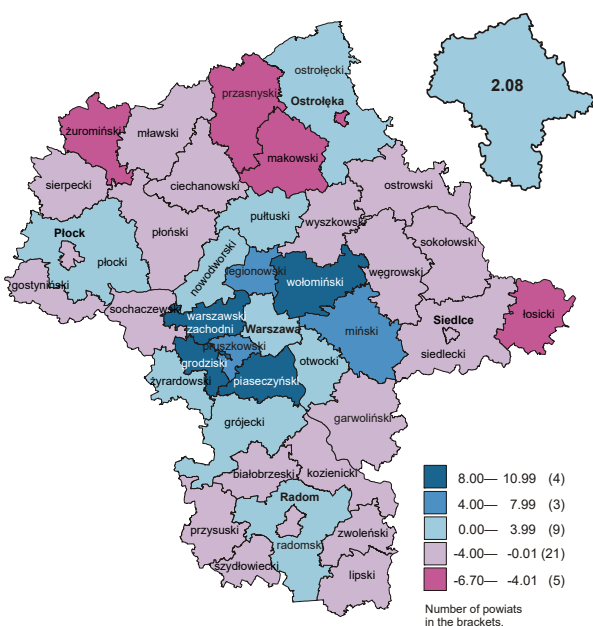 ostrołęcki
2.08
przasnyski
Ostrołęka
żuromiński
mławski
makowski
sierpecki
ciechanowski
ostrowski
pułtuski
wyszkowski
płoński
Płock
nowodworski
sokołowski
płocki
legionowski
węgrowski
gostyniński
wołomiński
sochaczewski
warszawski
zachodni
Warszawa
miński
Siedlce
łosicki
pruszkowski
siedlecki
grodziski
otwocki
żyrardowski
piaseczyński
garwoliński
grójecki
białobrzeski
kozienicki
Radom
przysuski
zwoleński
radomski
szydłowiecki
lipski
8.00— 10.99 (4)
4.00— 7.99 (3)
0.00— 3.99 (9)
-4.00— -0.01 (21)
-6.70— -4.01 (5)
Number of powiats
in the brackets.